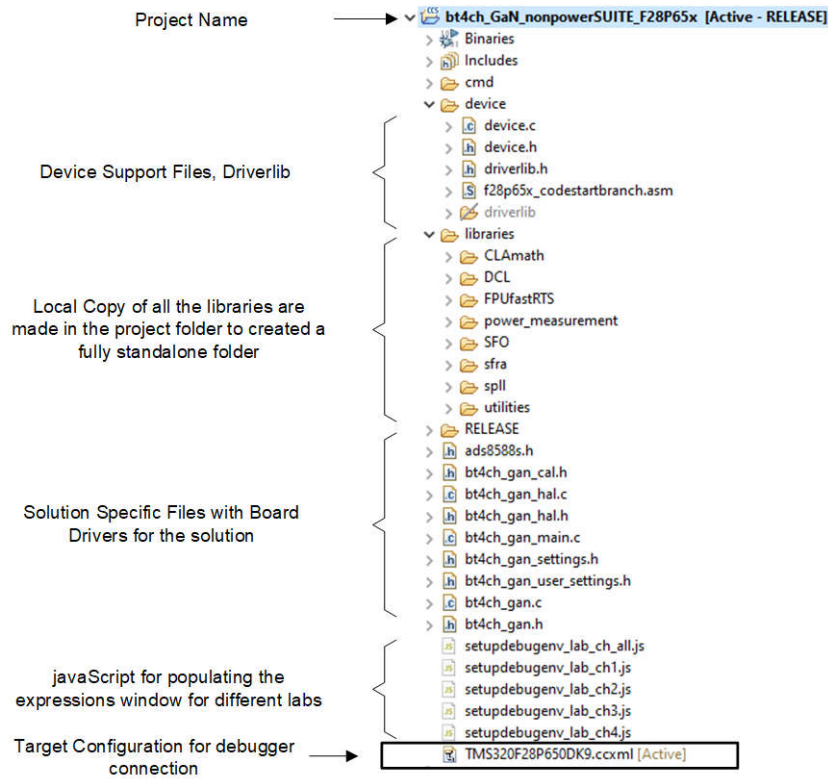 Project Name
bt4ch_GaN_nonpowerSUITE_F28P65x [Active - RELEASE]
Binaries
Includes
cmd
device
Device Support Files, Driverlib
device.c
device.h
driverlib.h
f28p65x_codestartbranch.asm
driverlib
libraries
Local Copy of all the libraries are
made in the project folder to created a
fully standalone folder
CLAmath
DCL
FPUfastRTS
power_measurement
SFO
sfra
spll
utilities
RELEASE
Solution Specific Files with Board
Drivers for the solution
ads8588s.h
bt4ch_gan_cal.h
bt4ch_gan_hal.c
bt4ch_gan_hal.h
bt4ch_gan_main.c
bt4ch_gan_settings.h
bt4ch_gan_user_settings.h
bt4ch_gan.c
bt4ch_gan.h
javaScript for populating the
expressions window for different labs
setupdebugenv_lab_ch_all.js
setupdebugenv_lab_ch1.js
setupdebugenv_lab_ch2.js
setupdebugenv_lab_ch3.js
setupdebugenv_lab_ch4.js
Target Configuration for debugger
connection
TMS320F28P650DK9.ccxml [Active]